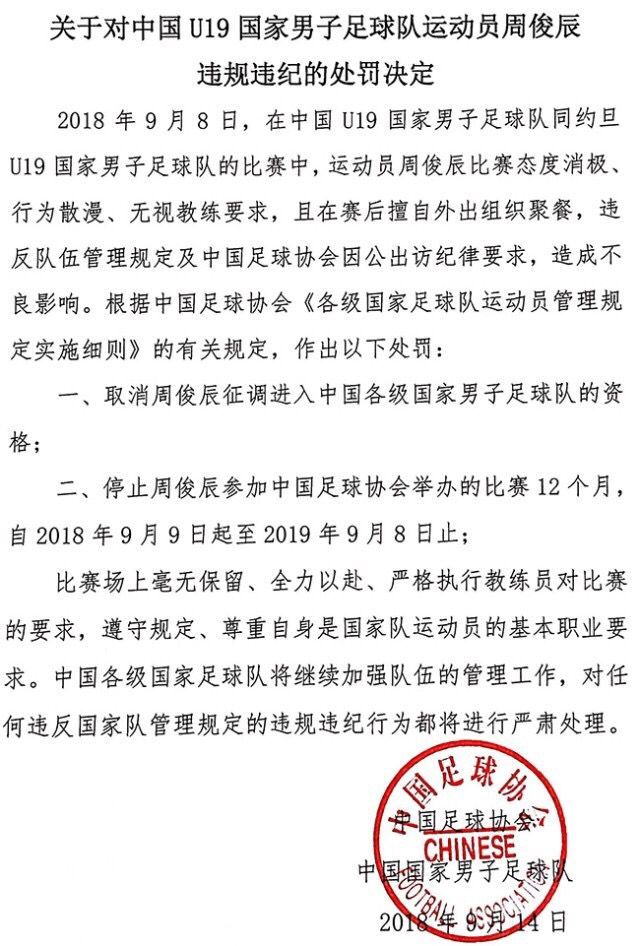 关于对中国 U19 国家男子足球队运动员周俊辰
违规违纪的处罚决定
2018 年 9 月 8 日，在中国 U19 国家男子足球队同约旦
U19 国家男子足球队的比赛中，运动员周俊辰比赛态度消极、
行为散漫、无视教练要求，且在赛后擅自外出组织聚餐，违
反队伍管理规定及中国足球协会因公出访纪律要求，造成不
良影响。根据中国足球协会《各级国家足球队运动员管理规
定实施细则》的有关规定，作出以下处罚：
一、取消周俊辰征调进入中国各级国家男子足球队的资
格；
二、停止周俊辰参加中国足球协会举办的比赛 12 个月，
自 2018 年 9 月 9 日起至 2019 年 9 月 8 日止；
比赛场上毫无保留、全力以赴、严格执行教练员对比赛
的要求，遵守规定、尊重自身是国家队运动员的基本职业要
求。中国各级国家足球队将继续加强队伍的管理工作，对任
何违反国家队管理规定的违规违纪行为都将进行严肃处理。
中国足球协会
中国足球协会
CHINESE
FOOTBALL ASSOCIATION
中国国家男子足球队
2018 年 9 月 14 日